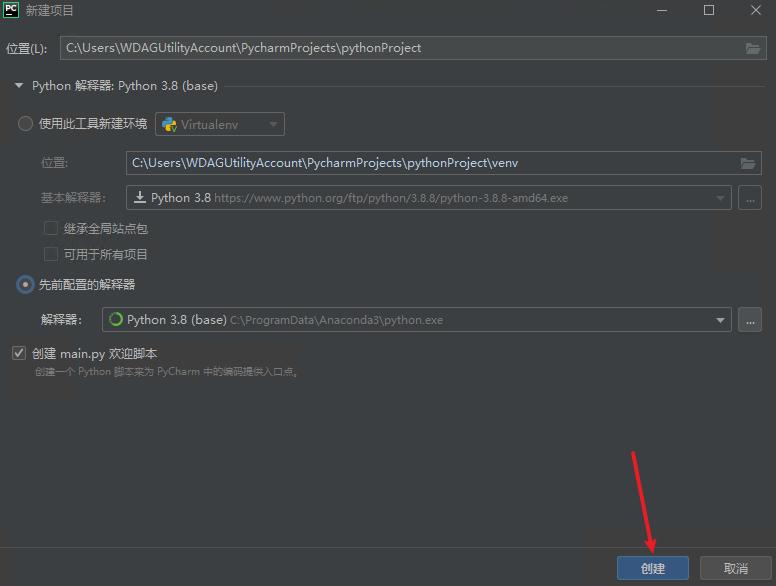 PC 新建项目
位置(L): C:\Users\WDAGUtilityAccount\PycharmProjects\pythonProject
Python 解释器: Python 3.8 (base)
使用此工具新建环境 Virtualenv
位置: C:\Users\WDAGUtilityAccount\PycharmProjects\pythonProject\venv
基本解释器: Python 3.8 https://www.python.org/ftp/python/3.8.8/python-3.8.8-amd64.exe ...
继承全局站点包
可用于所有项目
先前配置的解释器
解释器: Python 3.8 (base) C:\ProgramData\Anaconda3\python.exe ...
创建 main.py 欢迎脚本
创建一个 Python 脚本来为 PyCharm 中的编码提供入口点。
创建 取消